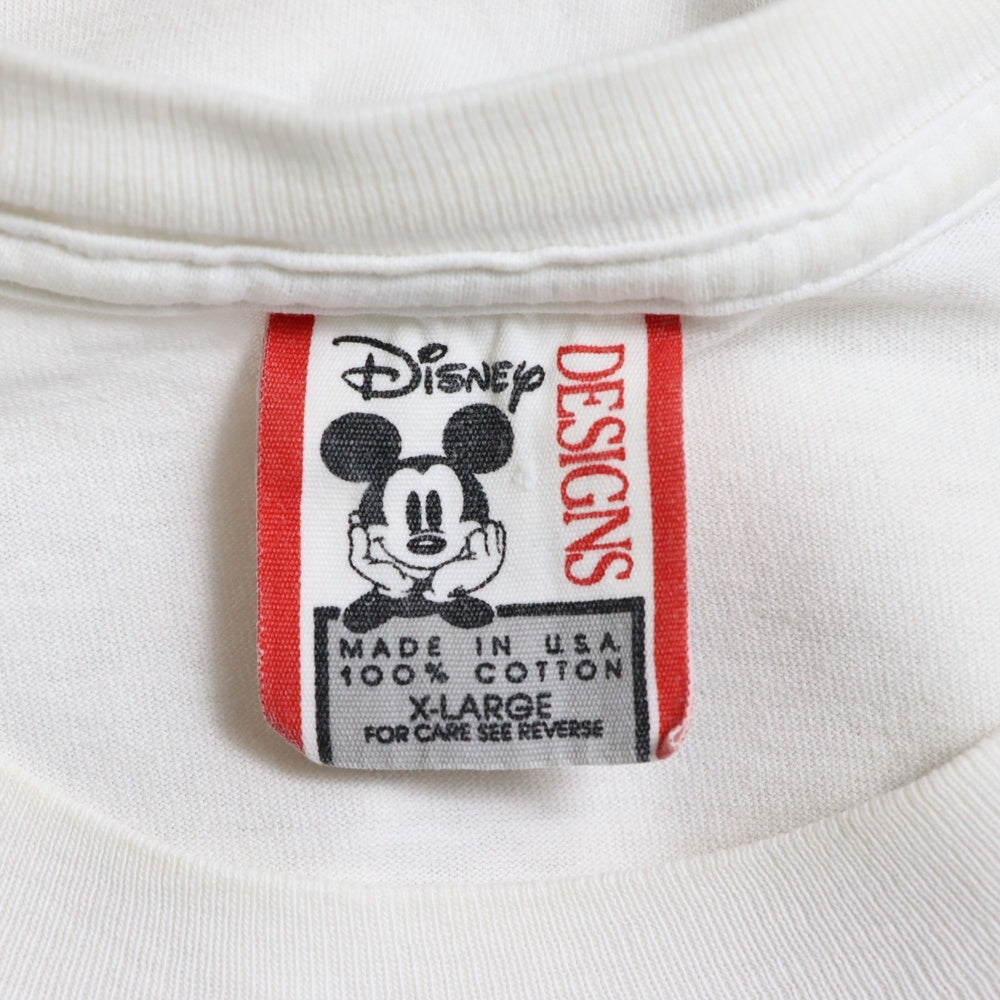 Disney
DESIGNS
MADE IN U.S.A.
100% COTTON
X-LARGE
FOR CARE SEE REVERSE